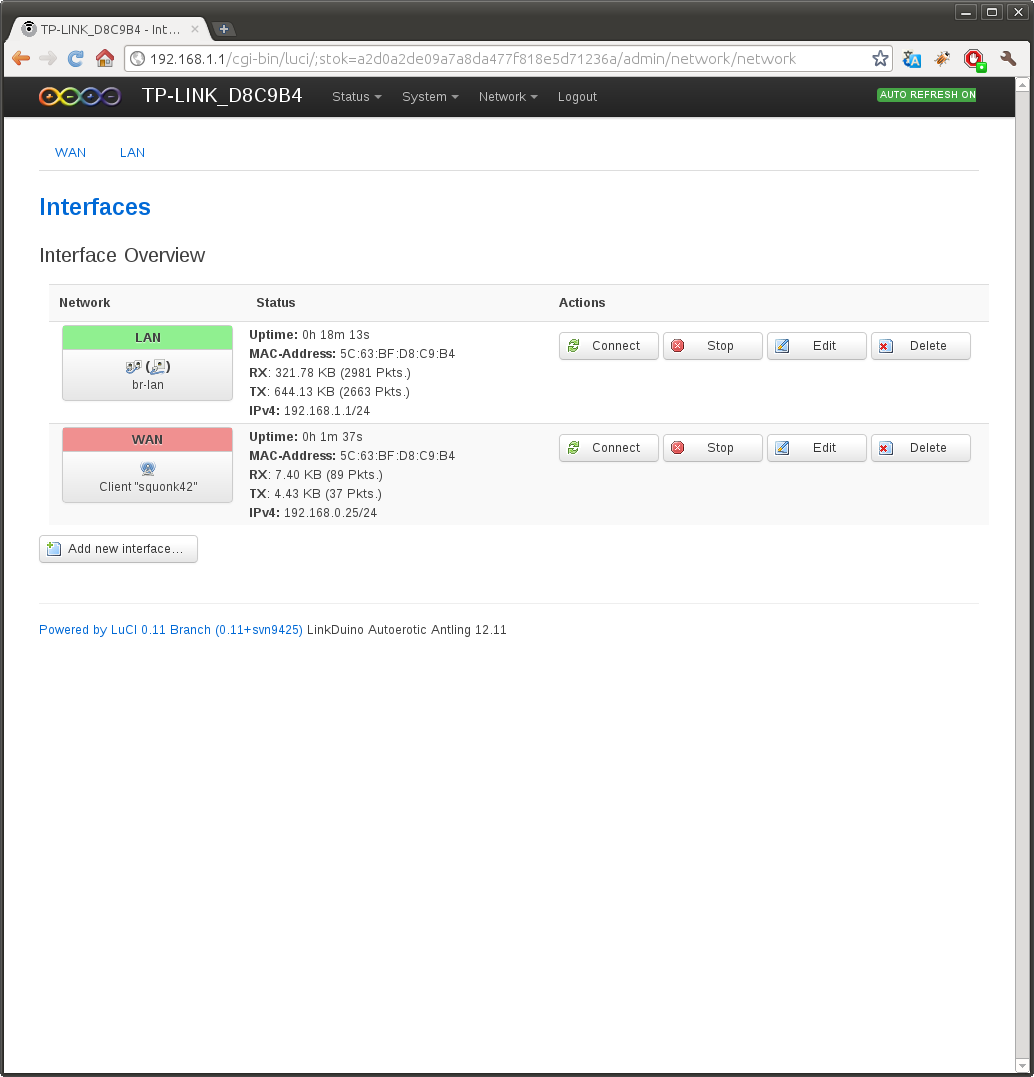 TP-LINK_D8C9B4 - Int...
192.168.1.1/cgi-bin/luci/;stok=a2d0a2de09a7a8da477f818e5d71236a/admin/network/network
TP-LINK_D8C9B4 Status System Network Logout AUTO REFRESH ON
WAN LAN
Interfaces
Interface Overview
Network Status Actions
LAN
br-lan
Uptime: 0h 18m 13s
MAC-Address: 5C:63:BF:D8:C9:B4
RX: 321.78 KB (2981 Pkts.)
TX: 644.13 KB (2663 Pkts.)
IPv4: 192.168.1.1/24
Connect Stop Edit Delete
WAN
Client "squonk42"
Uptime: 0h 1m 37s
MAC-Address: 5C:63:BF:D8:C9:B4
RX: 7.40 KB (89 Pkts.)
TX: 4.43 KB (37 Pkts.)
IPv4: 192.168.0.25/24
Connect Stop Edit Delete
Add new interface...
Powered by LuCI 0.11 Branch (0.11+svn9425) LinkDuino Autoerotic Antling 12.11